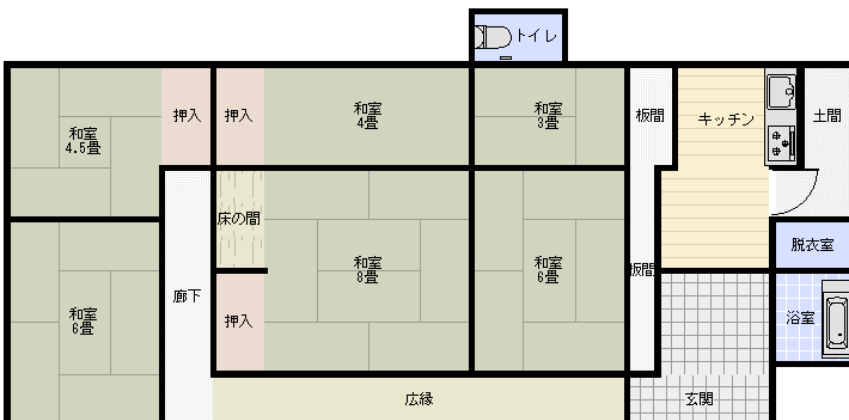 トイレ
和室
4.5畳
押入
押入
和室
4畳
和室
3畳
板間
キッチン
土間
床の間
脱衣室
和室
6畳
廊下
押入
和室
8畳
和室
6畳
板間
浴室
広縁
玄関